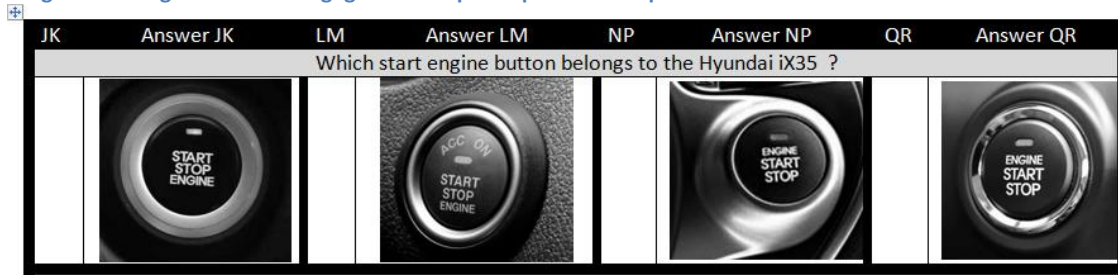 JK Answer JK LM Answer LM NP Answer NP QR Answer QR
Which start engine button belongs to the Hyundai iX35 ?
START
STOP
ENGINE
ACC ON
START
STOP
ENGINE
ENGINE
START
STOP
ENGINE
START
STOP